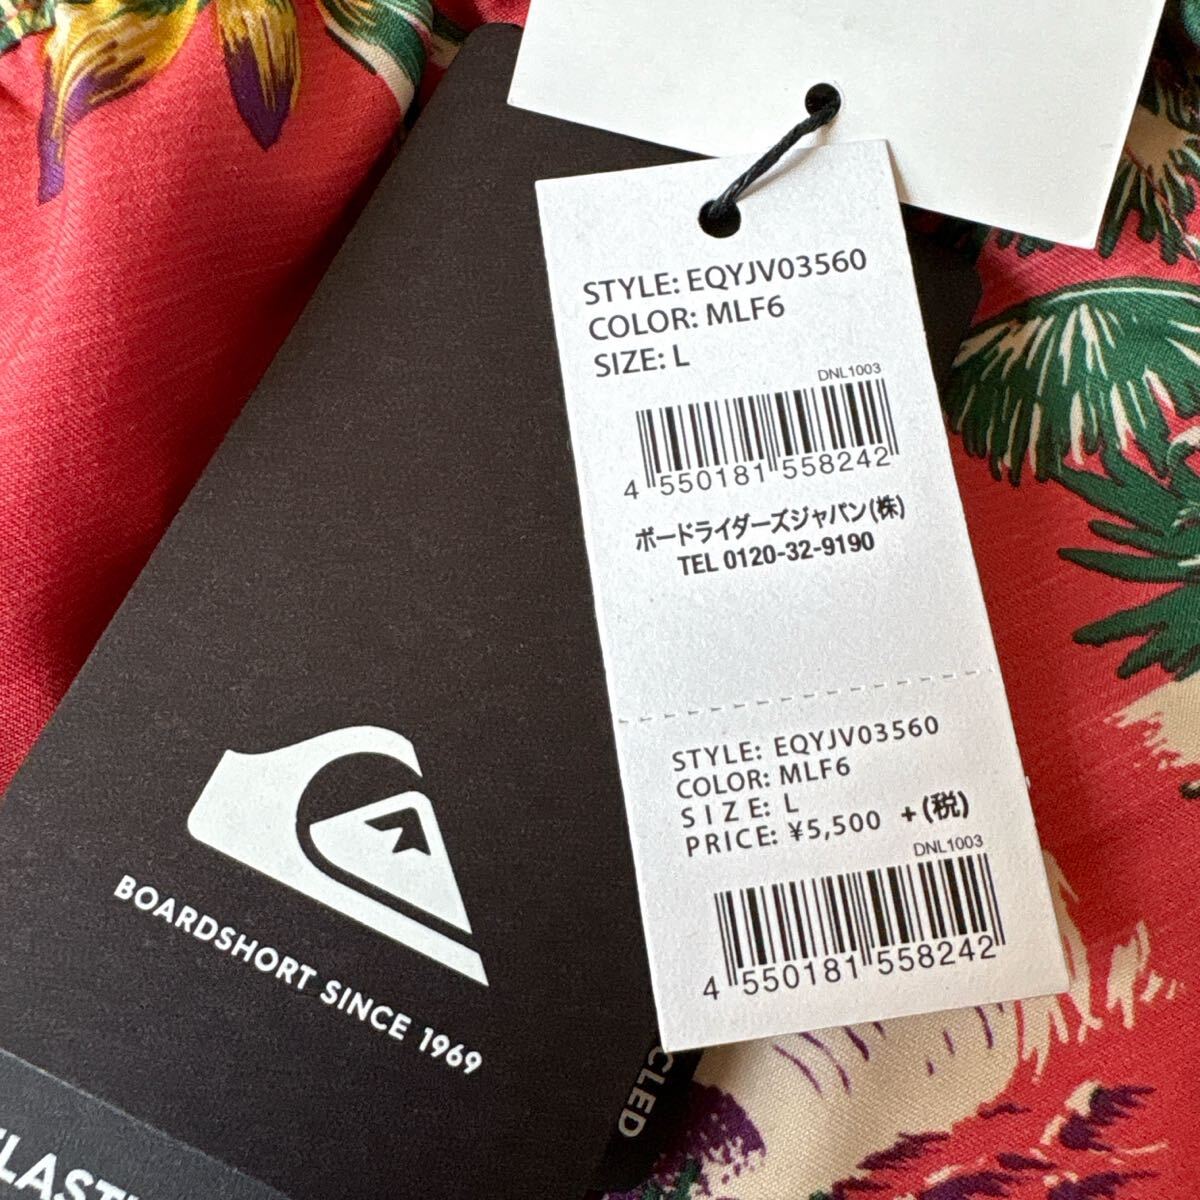 STYLE: EQYJV03560
COLOR: MLF6
SIZE: L
DNL1003
4 550181 558242
ボードライダーズジャパン(株)
TEL 0120-32-9190
STYLE: EQYJV03560
COLOR: MLF6
SIZE: L
PRICE: ¥5,500 +(税)
DNL1003
4 550181 558242
BOARDSHORT SINCE 1969